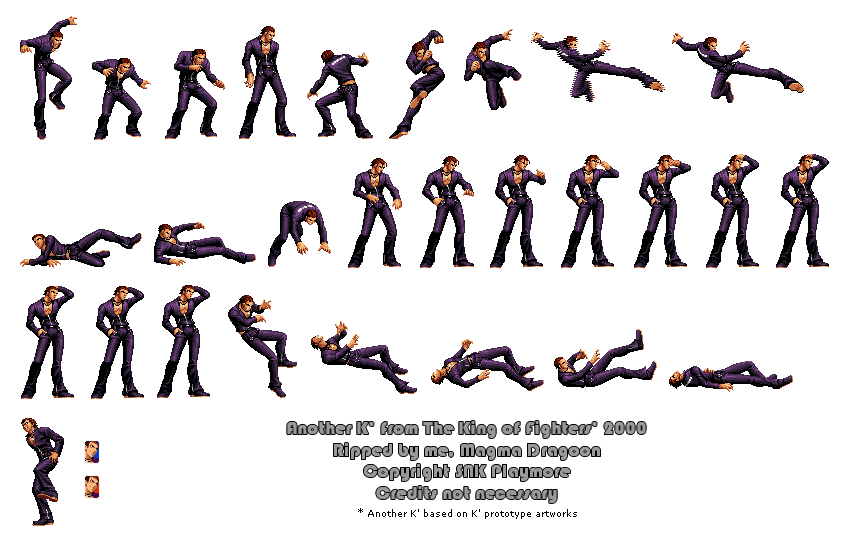 Another K' from The King of Fighters' 2000
Ripped by me, Magma Dragoon
Copyright SNK Playmore
Credits not necessary
* Another K' based on K' prototype artworks